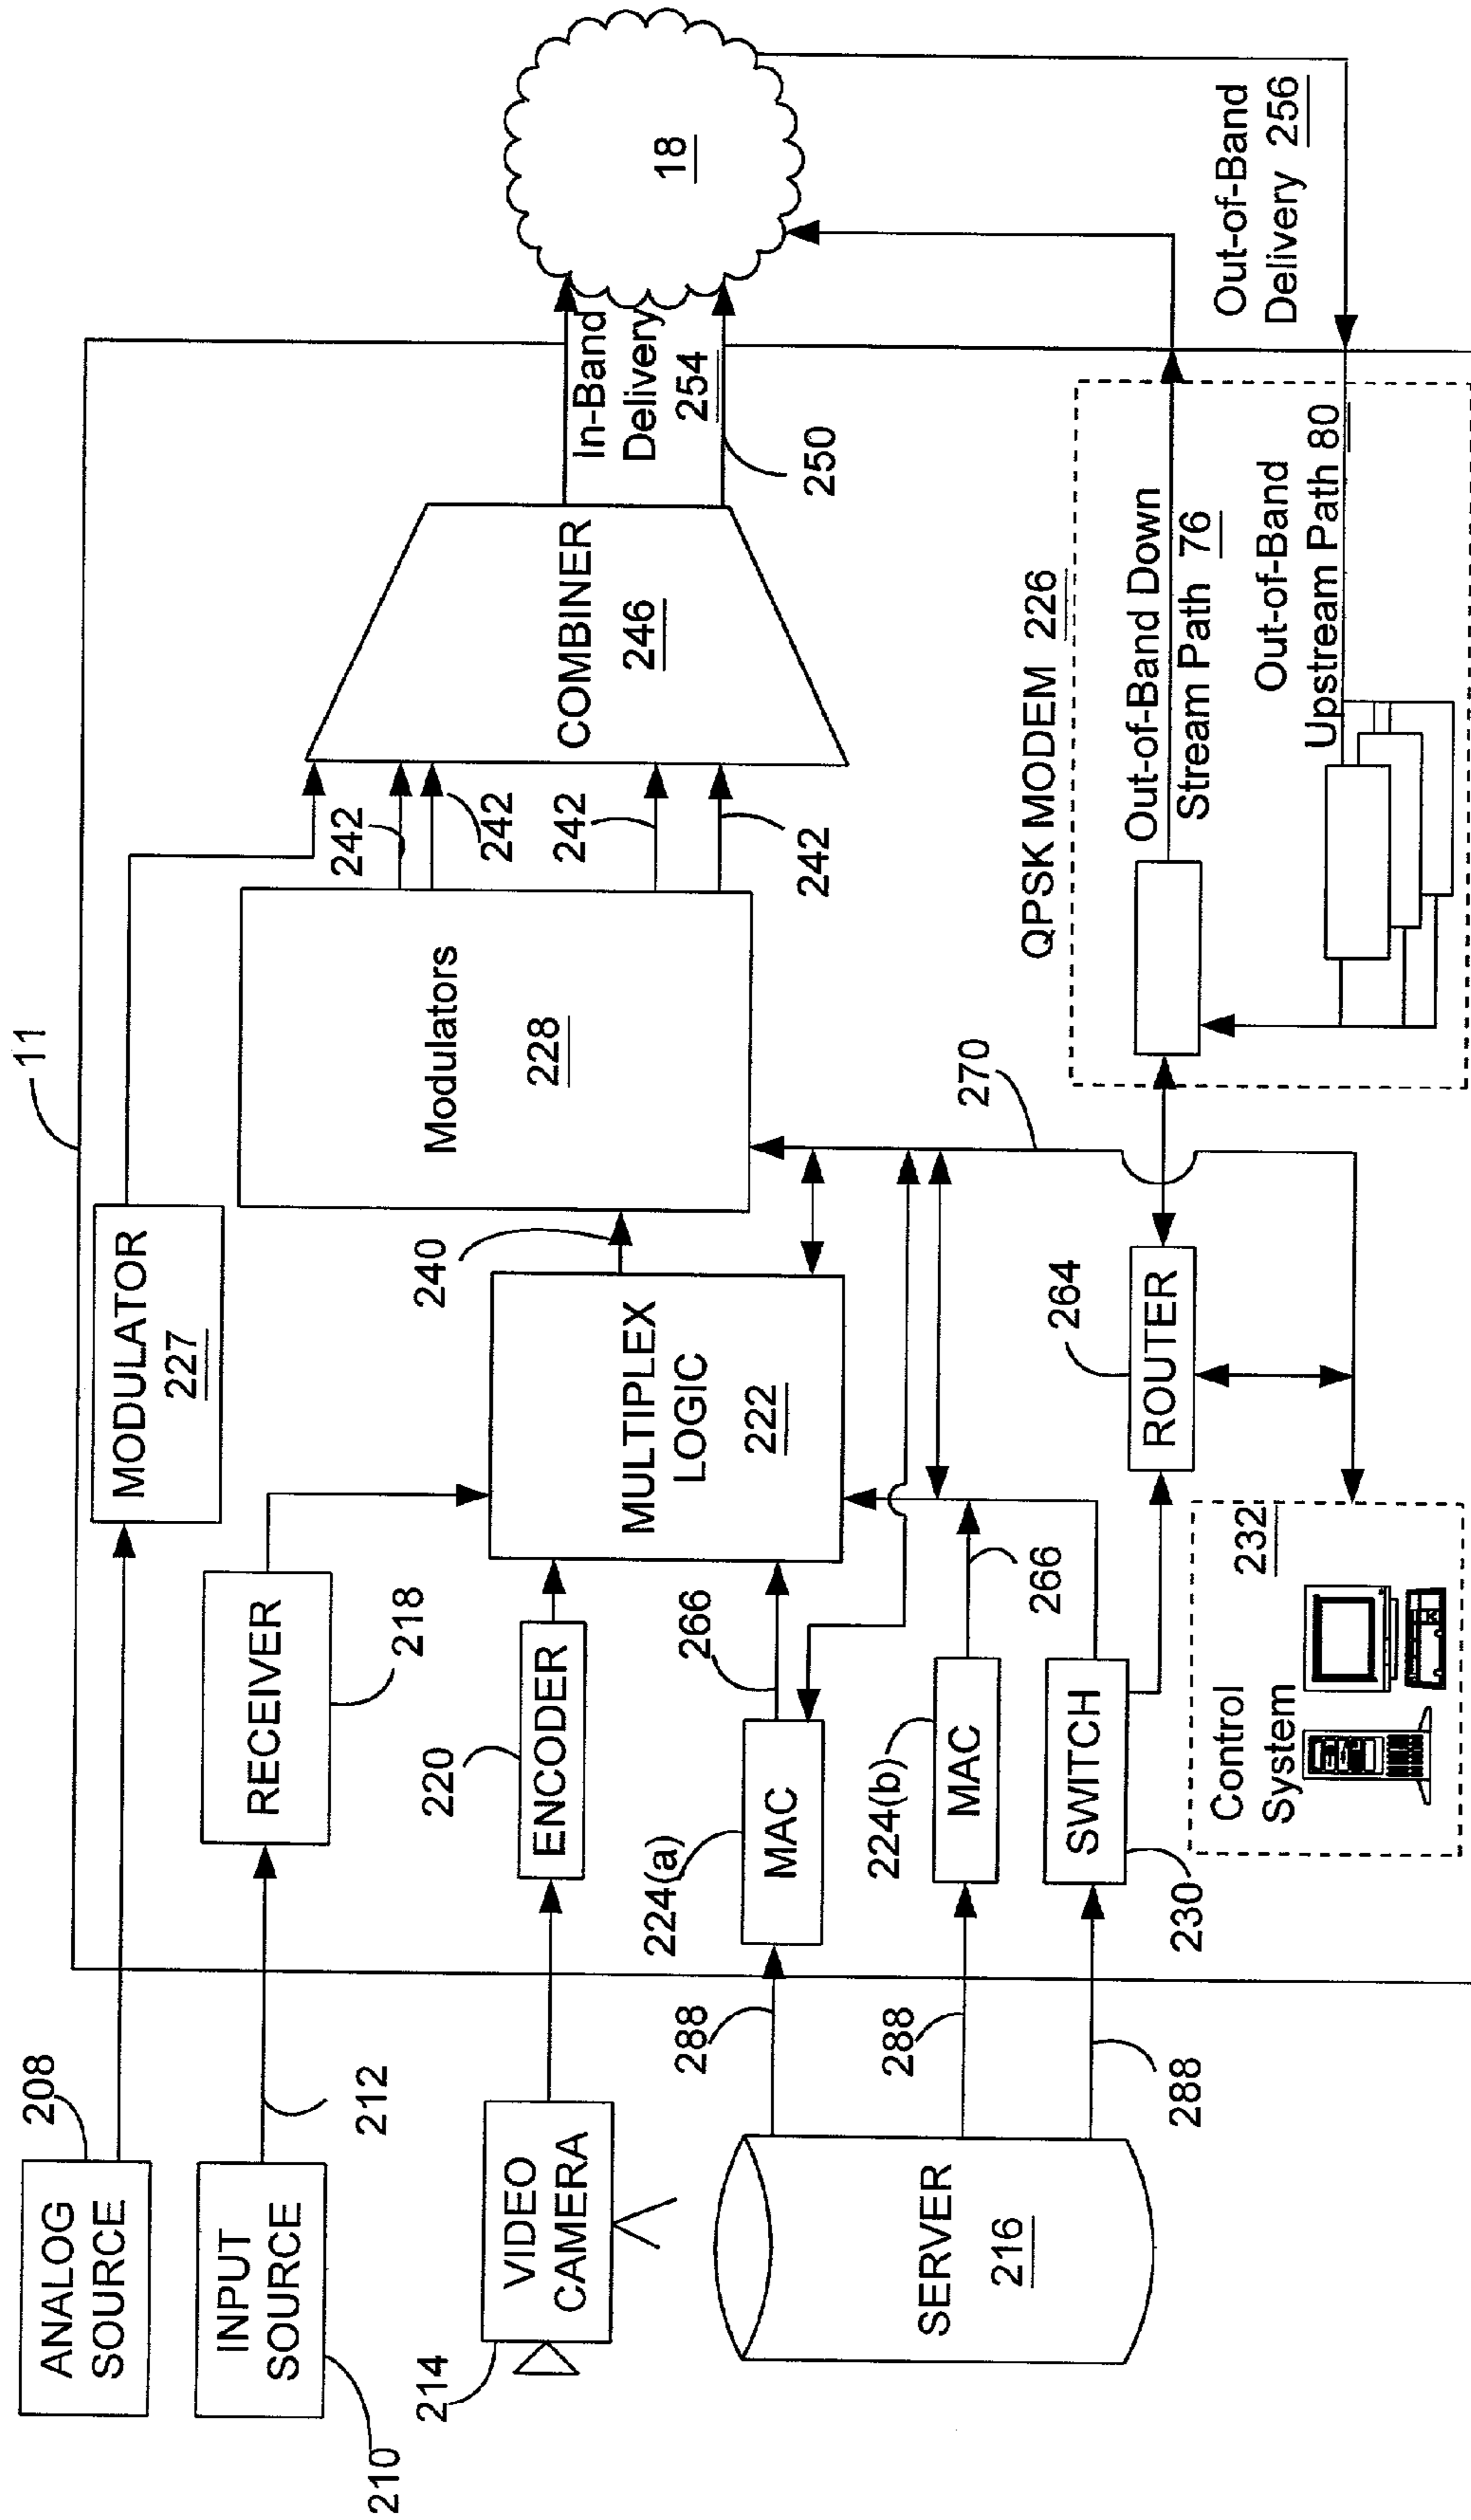 11
208
ANALOG
SOURCE
MODULATOR
227
INPUT
SOURCE
210
212
RECEIVER
218
VIDEO
CAMERA
214
220
ENCODER
MULTIPLEX
LOGIC
222
240
Modulators
228
242
242
242
242
COMBINER
246
In-Band
Delivery
254
250
18
SERVER
216
288
288
288
224(a)
MAC
266
224(b)
MAC
266
SWITCH
230
Control
System
232
264
ROUTER
270
QPSK MODEM 226
Out-of-Band Down
Stream Path 76
Out-of-Band
Upstream Path 80
Out-of-Band
Delivery 256